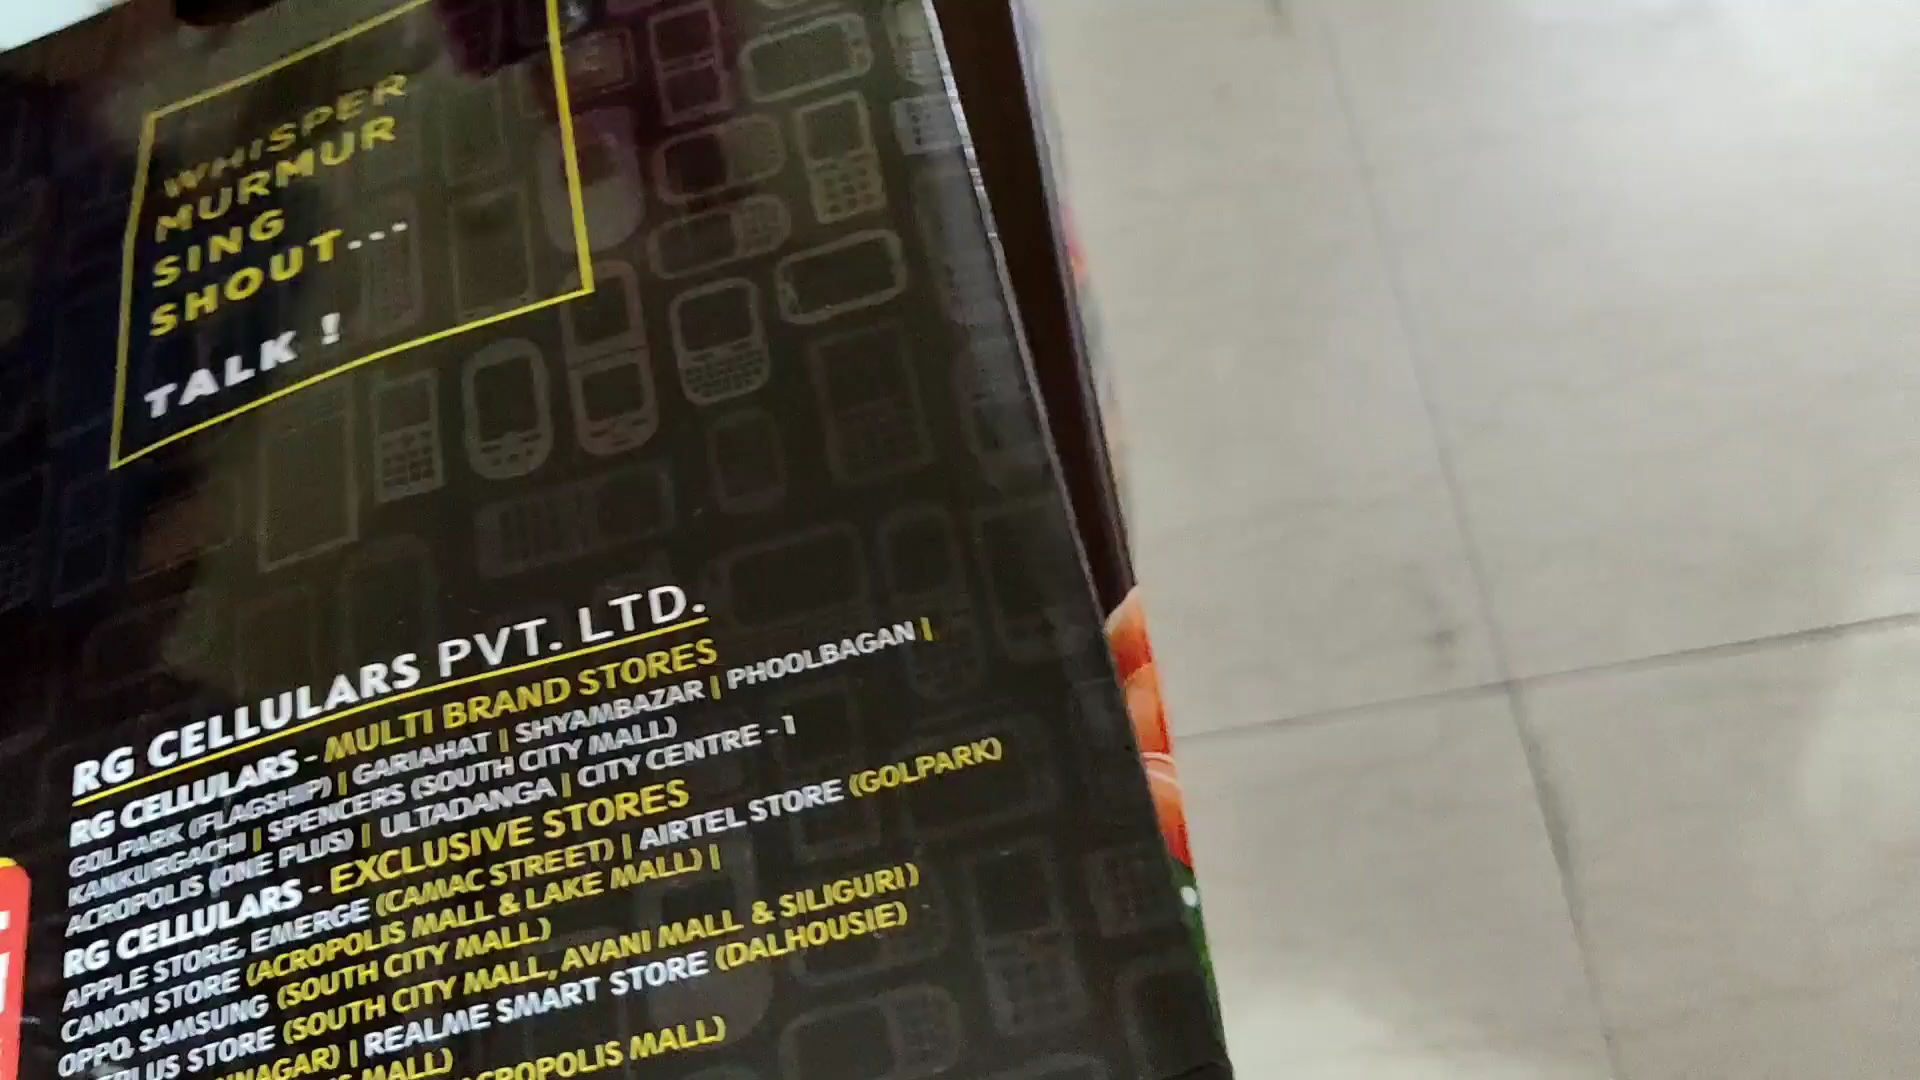 WHISPER
MURMUR
SING
SHOUT...
TALK !
RG CELLULARS PVT. LTD.
RG CELLULARS - MULTI BRAND STORES
GOLPARK (FLAGSHIP) | GARIAHAT | SHYAMBAZAR | PHOOLBAGAN |
KANKURGACHI | SPENCERS (SOUTH CITY MALL)
ACROPOLIS (ONE PLUS) | ULTADANGA | CITY CENTRE - 1
RG CELLULARS - EXCLUSIVE STORES
APPLE STORE, EMERGE (CAMAC STREET) | AIRTEL STORE (GOLPARK)
CANON STORE (ACROPOLIS MALL & LAKE MALL) |
OPPO, SAMSUNG (SOUTH CITY MALL)
STORE (SOUTH CITY MALL, AVANI MALL & SILIGURI)
| REALME SMART STORE (DALHOUSIE)
MALL)
ACROPOLIS MALL)